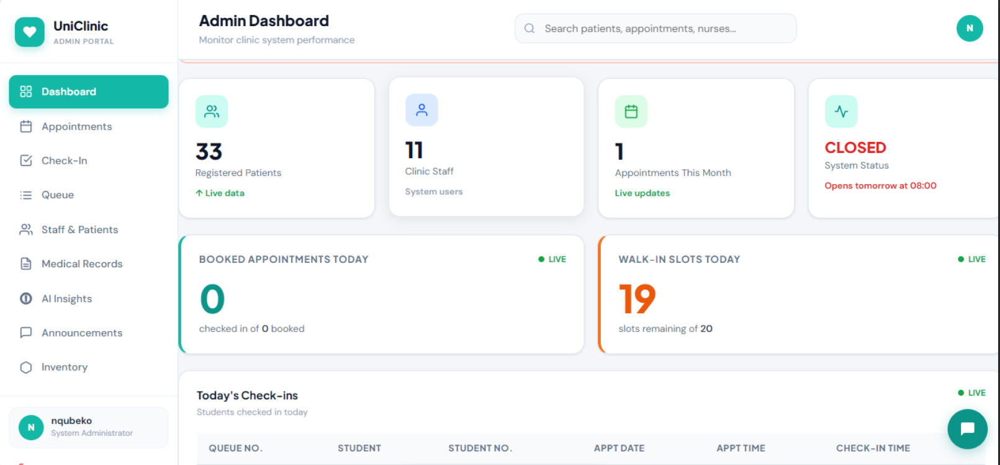 UniClinic
ADMIN PORTAL
Dashboard
Appointments
Check-In
Queue
Staff & Patients
Medical Records
AI Insights
Announcements
Inventory
N
nqubeko
System Administrator
Admin Dashboard
Monitor clinic system performance
Search patients, appointments, nurses...
N
33
Registered Patients
↑ Live data
11
Clinic Staff
System users
1
Appointments This Month
Live updates
CLOSED
System Status
Opens tomorrow at 08:00
BOOKED APPOINTMENTS TODAY
LIVE
0
checked in of 0 booked
WALK-IN SLOTS TODAY
LIVE
19
slots remaining of 20
Today's Check-ins
LIVE
Students checked in today
QUEUE NO. STUDENT STUDENT NO. APPT DATE APPT TIME CHECK-IN TIME